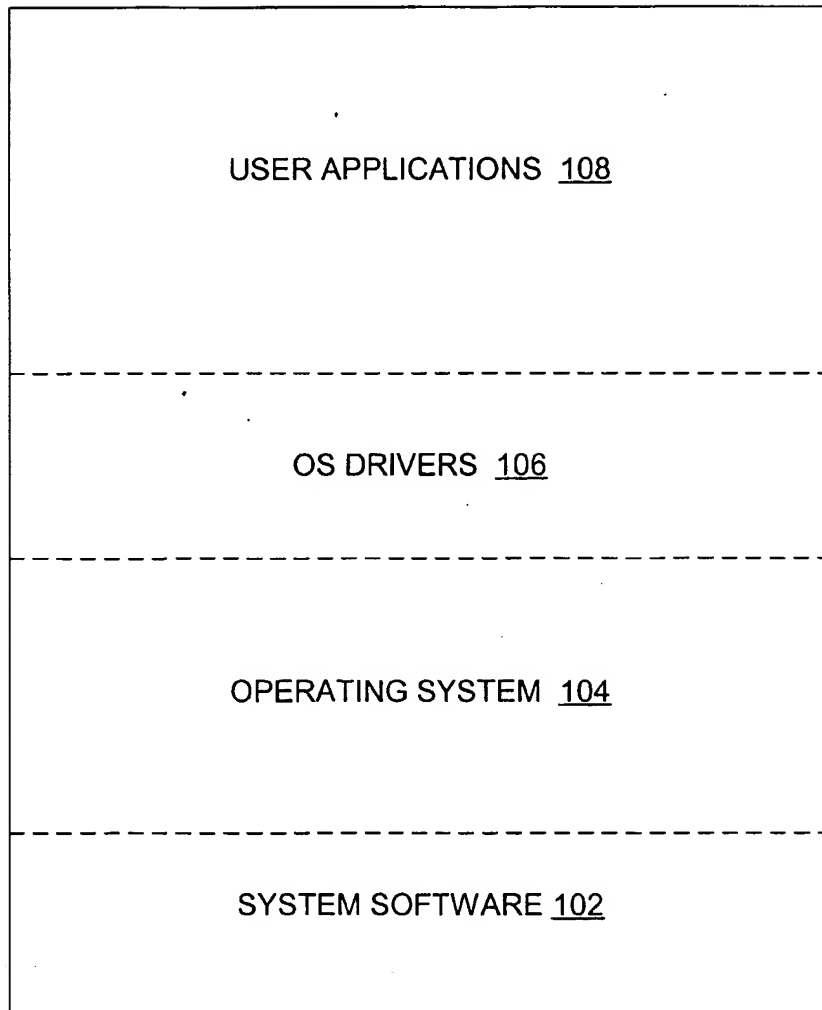 USER APPLICATIONS 108
OS DRIVERS 106
OPERATING SYSTEM 104
SYSTEM SOFTWARE 102